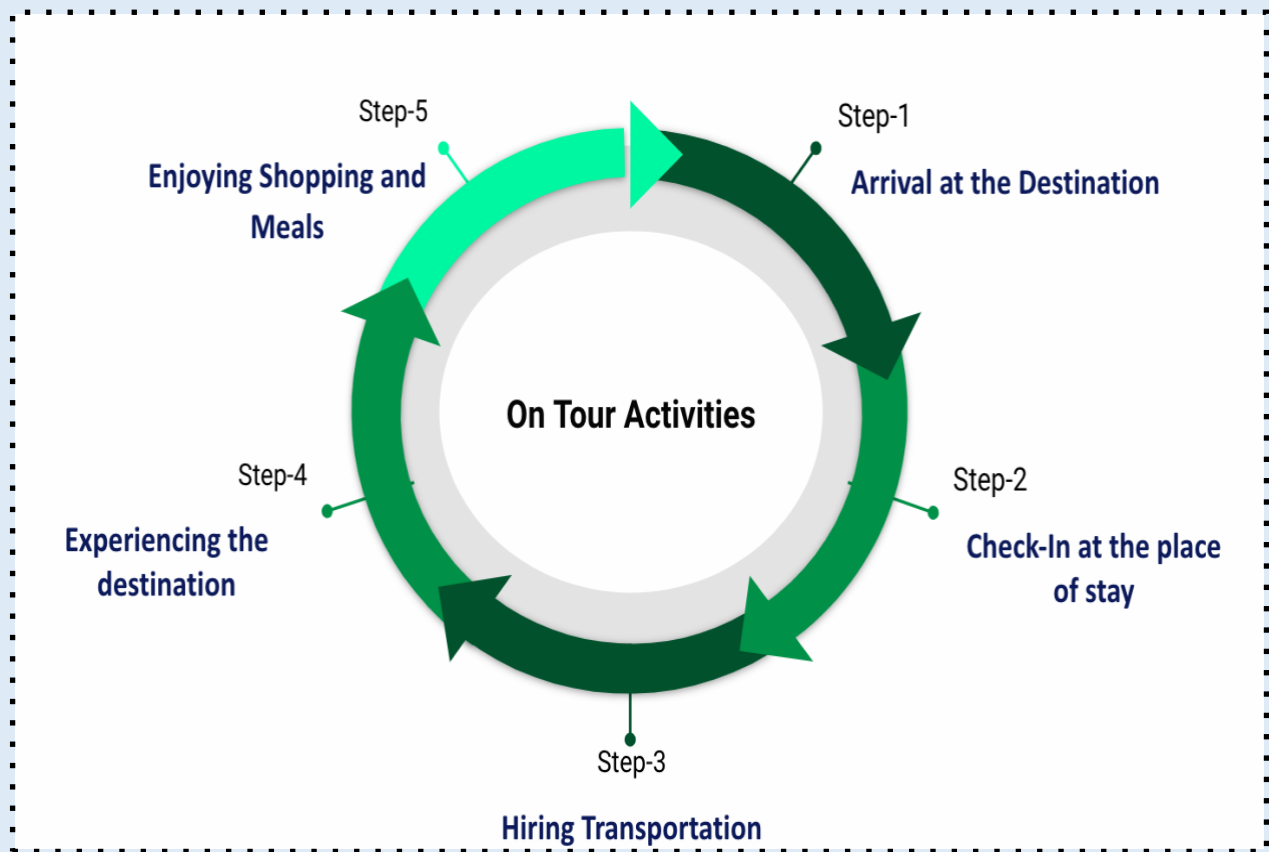 Step-1
Arrival at the Destination
Step-2
Check-In at the place
of stay
Step-3
Hiring Transportation
Step-4
Experiencing the
destination
Step-5
Enjoying Shopping and
Meals
On Tour Activities